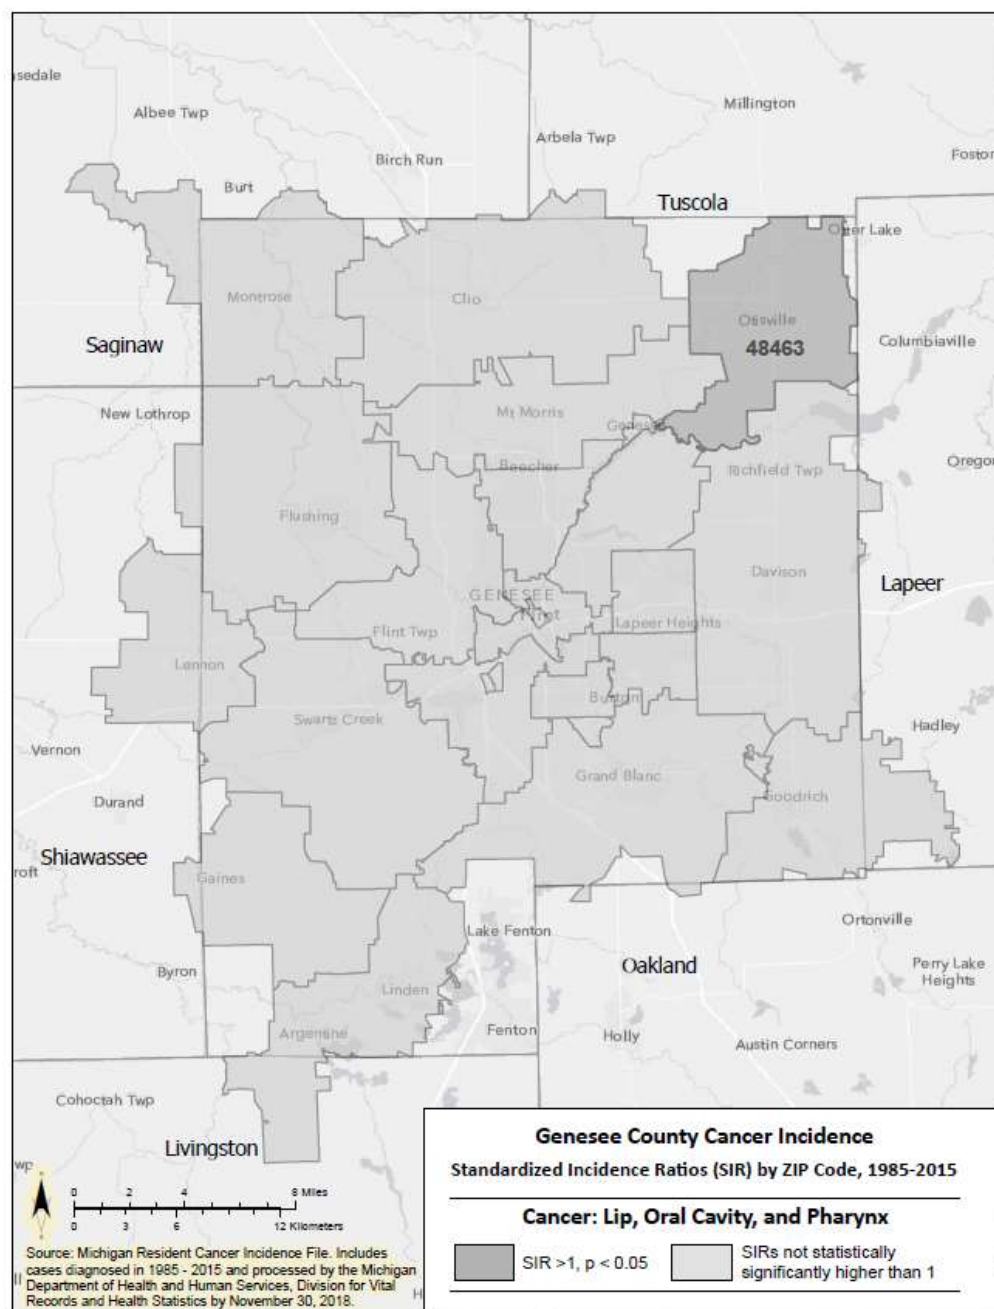 sedale
Albee Twp
Millington
Arbela Twp
Birch Run
Foster
Burt
Tuscola
Otter Lake
Montrose
Clio
Otisville
48463
Saginaw
Columbiaville
New Lothrop
Mt Morris
Genesee
Beecher
Richfield Twp
Oregon
Flushing
Davison
Lapeer
GENESEE
Flint
Flint Twp
Lapeer Heights
Lennon
Burton
Swartz Creek
Hadley
Vernon
Grand Blanc
Durand
Goodrich
Shiawassee
roft
Gaines
Ortonville
Lake Fenton
Oakland
Perry Lake
Heights
Byron
Linden
Argentine
Fenton
Holly
Austin Corners
Cohoctah Twp
Livingston
wp
0 2 4 8 Miles
0 3 6 12 Kilometers
Source: Michigan Resident Cancer Incidence File. Includes
cases diagnosed in 1985 - 2015 and processed by the Michigan
Department of Health and Human Services, Division for Vital
Records and Health Statistics by November 30, 2018.
Genesee County Cancer Incidence
Standardized Incidence Ratios (SIR) by ZIP Code, 1985-2015
Cancer: Lip, Oral Cavity, and Pharynx
SIR >1, p < 0.05
SIRs not statistically
significantly higher than 1